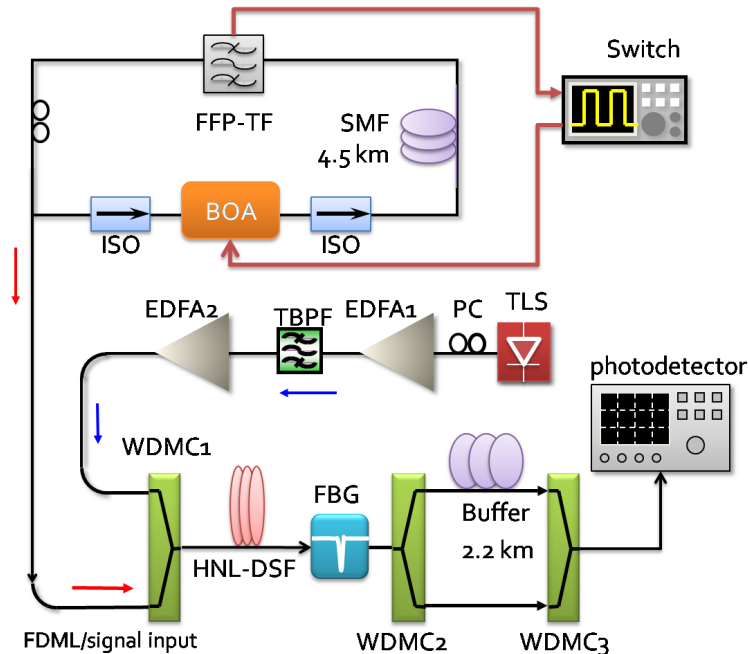 Switch
FFP-TF
SMF
4.5 km
BOA
ISO
ISO
EDFA2
TBPF
EDFA1
PC
TLS
photodetector
WDMC1
FBG
Buffer
2.2 km
HNL-DSF
FDML/signal input
WDMC2
WDMC3